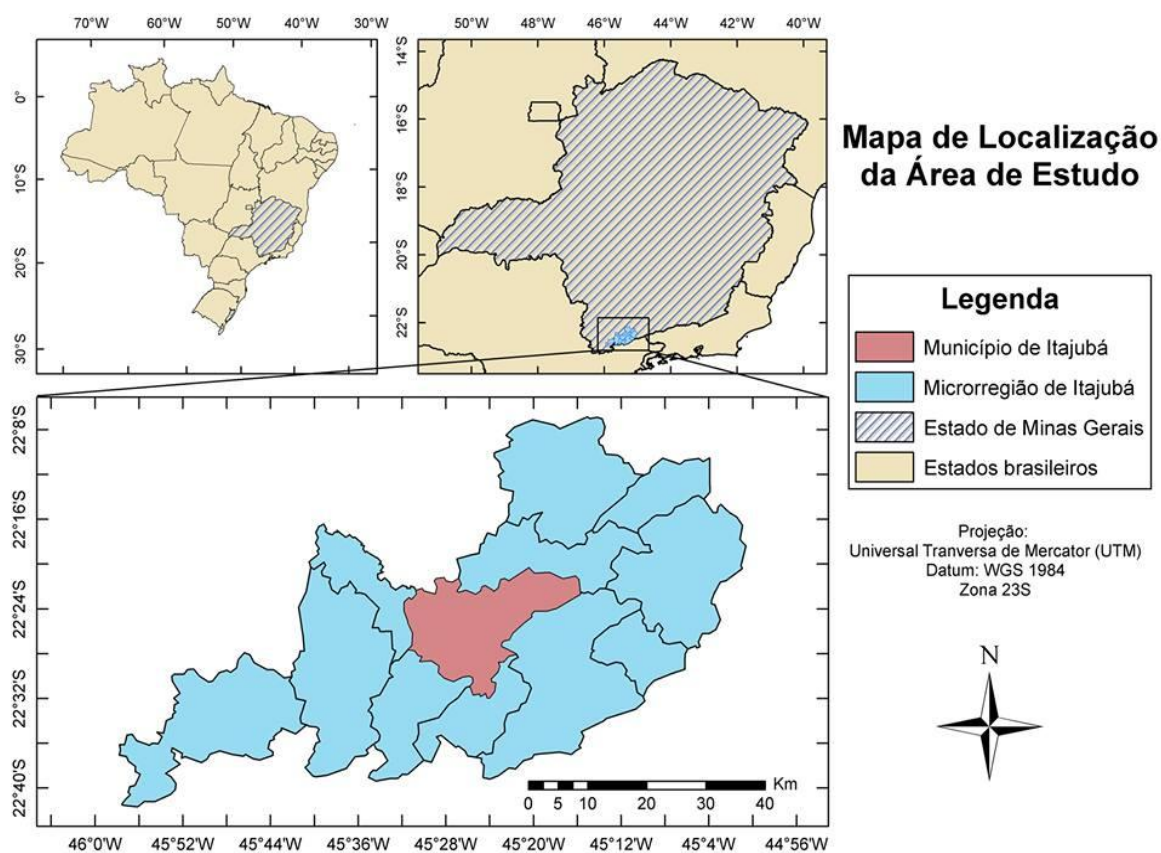 70°W 60°W 50°W 40°W 30°W
0°
10°S
20°S
30°S
50°W 48°W 46°W 44°W 42°W 40°W
14°S
16°S
18°S
20°S
22°S
Mapa de Localização
da Área de Estudo
Legenda
Município de Itajubá
Microrregião de Itajubá
Estado de Minas Gerais
Estados brasileiros
Projeção:
Universal Tranversa de Mercator (UTM)
Datum: WGS 1984
Zona 23S
N
22°8'S
22°16'S
22°24'S
22°32'S
22°40'S
Km
0 5 10 20 30 40
46°0'W 45°52'W 45°44'W 45°36'W 45°28'W 45°20'W 45°12'W 45°4'W 44°56'W